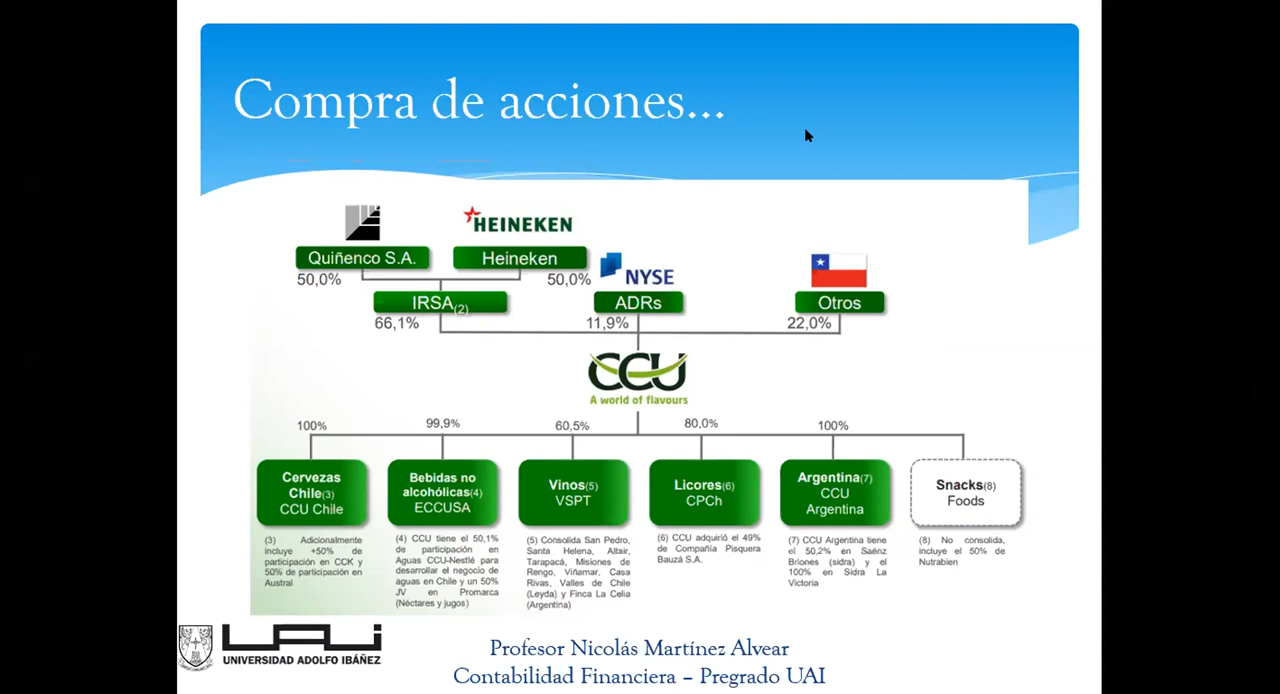 Compra de acciones...
HEINEKEN
Quiñenco S.A.
Heineken
NYSE
50,0%
50,0%
IRSA(2)
ADRs
Otros
66,1%
11,9%
22,0%
CCU
A world of flavours
100%
99,9%
60,5%
80,0%
100%
Cervezas
Chile(3)
CCU Chile
Bebidas no
alcohólicas(4)
ECCUSA
Vinos(5)
VSPT
Licores(6)
CPCh
Argentina(7)
CCU
Argentina
Snacks(8)
Foods
(3) Adicionalmente
incluye +50% de
participación en CCK y
50% de participación en
Austral
(4) CCU tiene el 50,1%
de participación en
Aguas CCU-Nestlé para
desarrollar el negocio de
aguas en Chile y un 50%
JV en Promarca
(Néctares y jugos)
(5) Consolida San Pedro,
Santa Helena, Altair,
Tarapacá, Misiones de
Rengo, Viñamar, Casa
Rivas, Valles de Chile
(Leyda) y Finca La Celia
(Argentina)
(6) CCU adquirió el 49%
de Compañía Pisquera
Bauzá S.A.
(7) CCU Argentina tiene
el 50,2% en Saénz
Briones (sidra) y el
100% en Sidra La
Victoria
(8) No consolida,
incluye el 50% de
Nutrabien
UAI
UNIVERSIDAD ADOLFO IBÁÑEZ
Profesor Nicolás Martínez Alvear
Contabilidad Financiera – Pregrado UAI